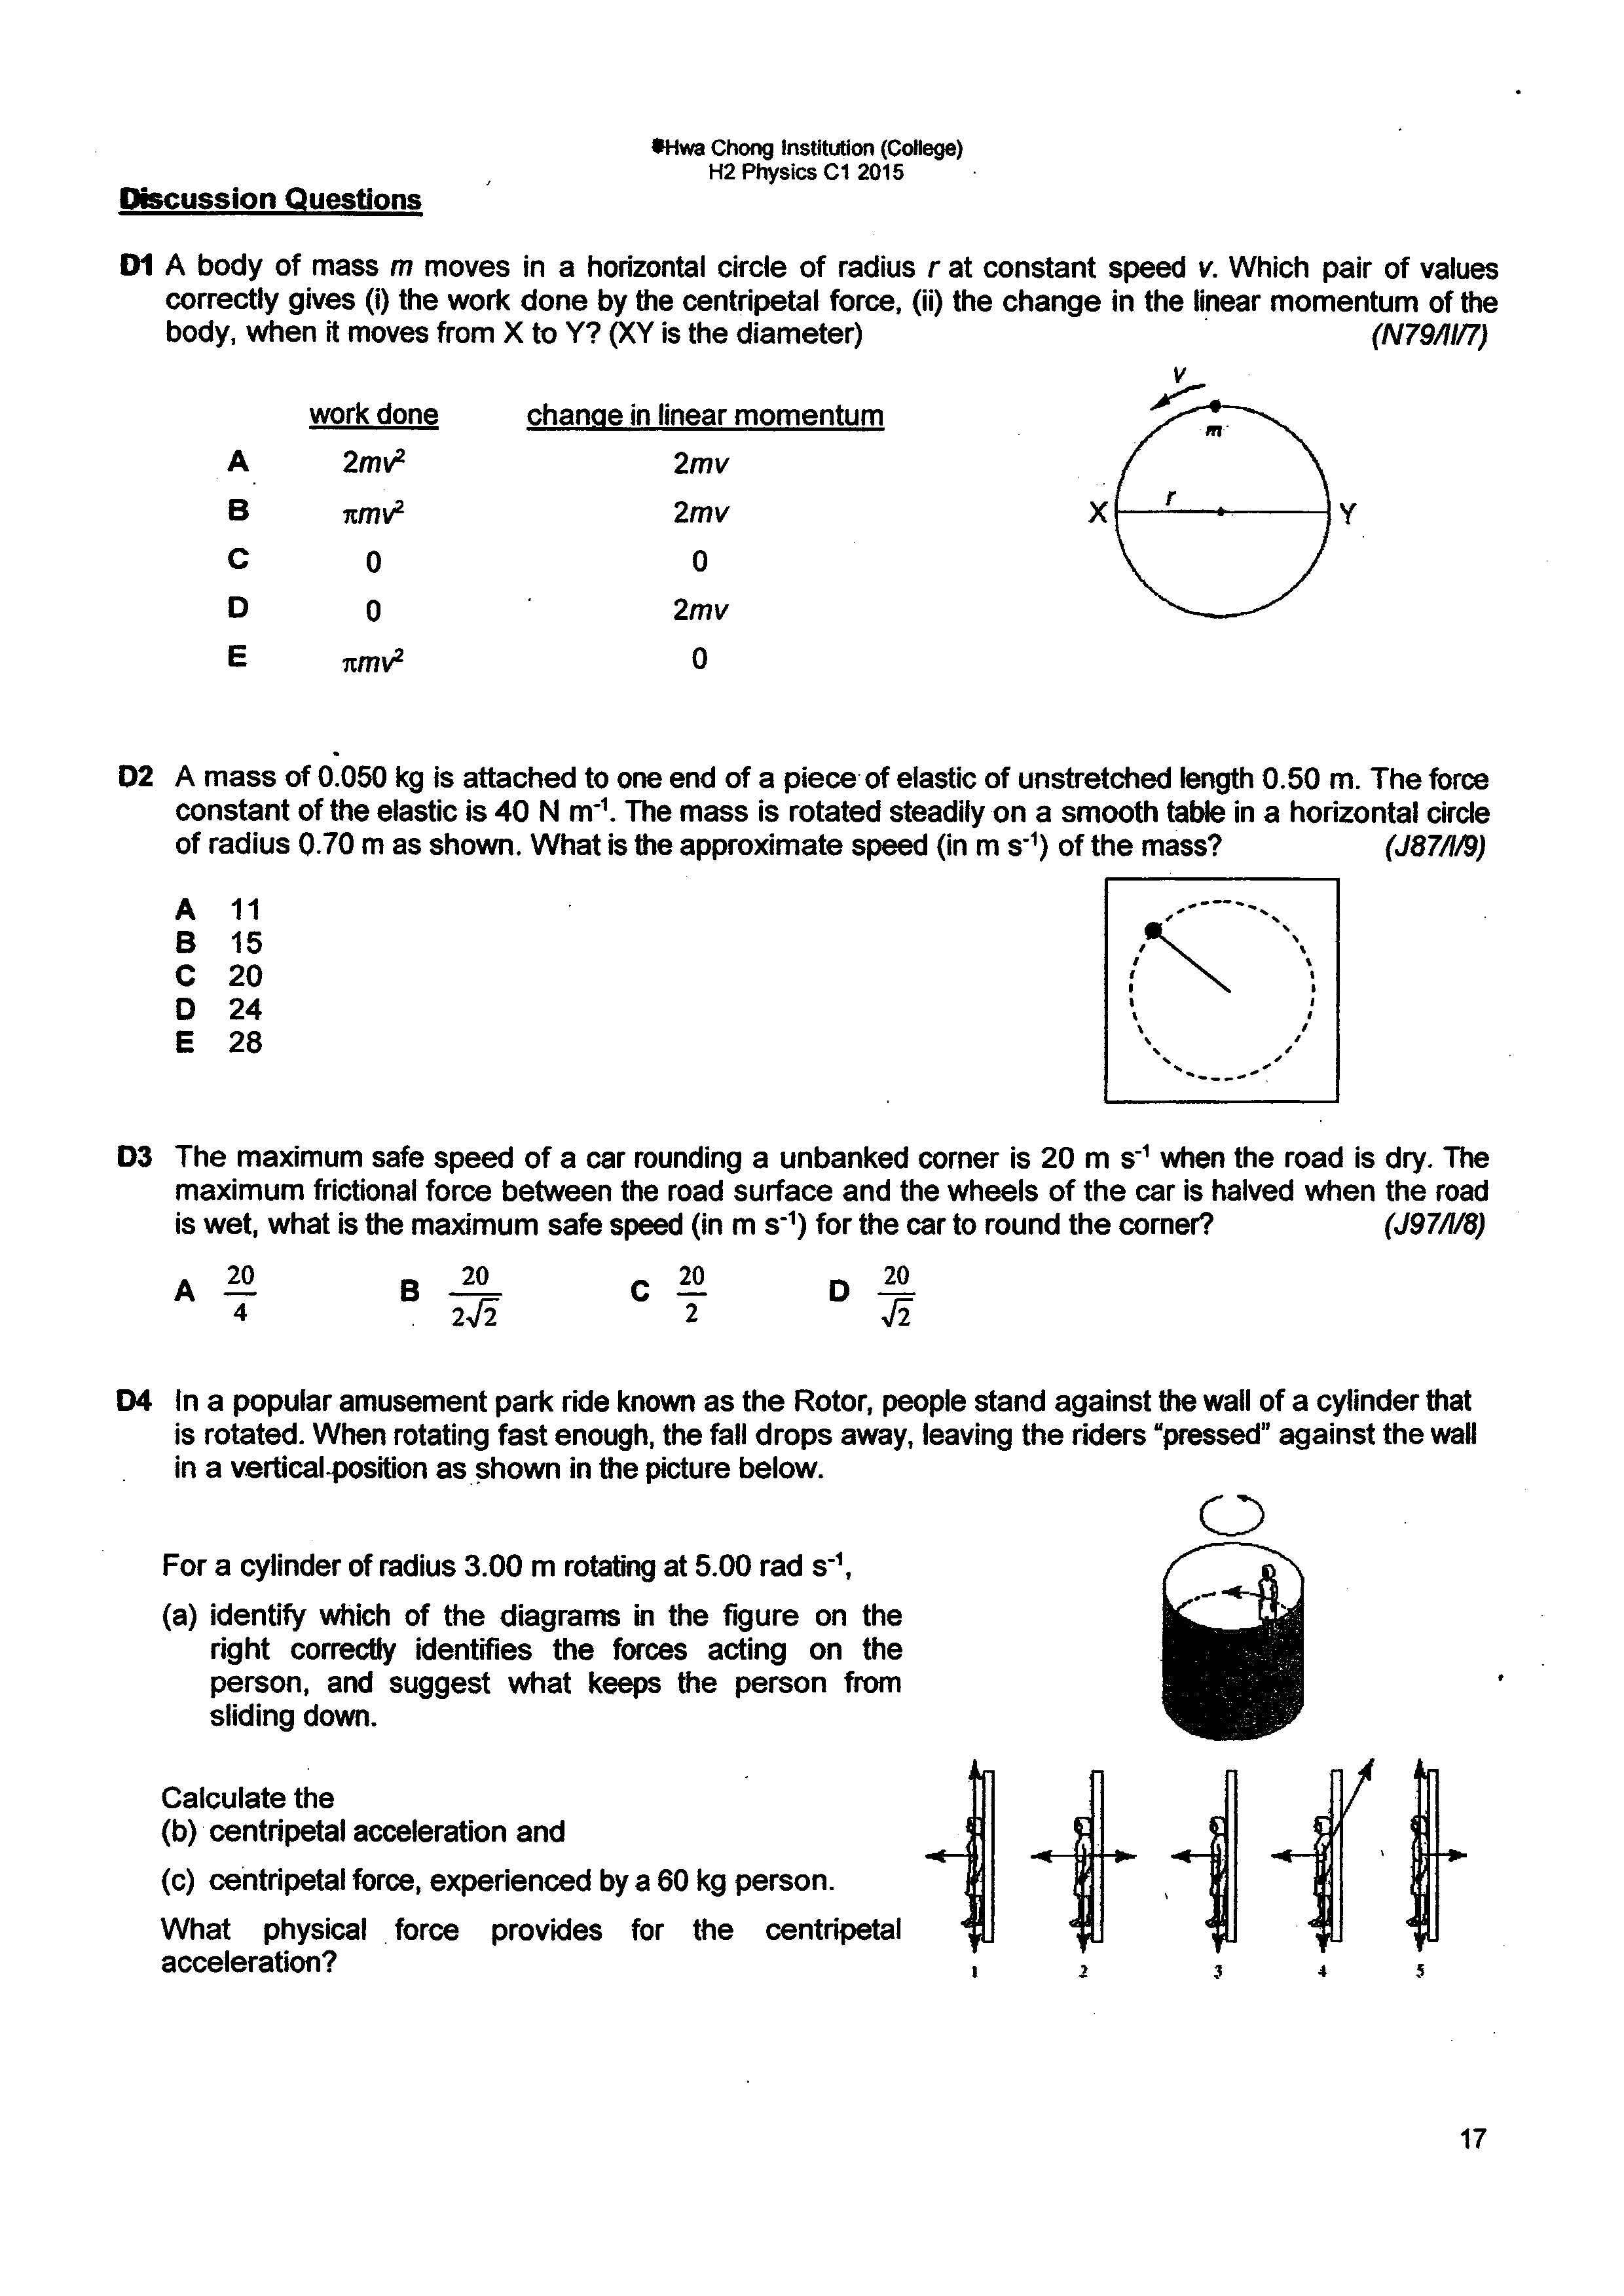 Hwa Chong Institution (College)
H2 Physics C1 2015
Discussion Questions
D1 A body of mass m moves in a horizontal circle of radius r at constant speed v. Which pair of values
correctly gives (i) the work done by the centripetal force, (ii) the change in the linear momentum of the
body, when it moves from X to Y? (XY is the diameter) (N79/II/7)
work done change in linear momentum
A 2mv² 2mv
B πmv² 2mv
C 0 0
D 0 2mv
E πmv² 0
v
m
r
X Y
D2 A mass of 0.050 kg is attached to one end of a piece of elastic of unstretched length 0.50 m. The force
constant of the elastic is 40 N m⁻¹. The mass is rotated steadily on a smooth table in a horizontal circle
of radius 0.70 m as shown. What is the approximate speed (in m s⁻¹) of the mass? (J87/I/9)
A 11
B 15
C 20
D 24
E 28
D3 The maximum safe speed of a car rounding a unbanked corner is 20 m s⁻¹ when the road is dry. The
maximum frictional force between the road surface and the wheels of the car is halved when the road
is wet, what is the maximum safe speed (in m s⁻¹) for the car to round the corner? (J97/I/8)
A 20/4 B 20/2√2 C 20/2 D 20/√2
D4 In a popular amusement park ride known as the Rotor, people stand against the wall of a cylinder that
is rotated. When rotating fast enough, the fall drops away, leaving the riders “pressed” against the wall
in a vertical position as shown in the picture below.
For a cylinder of radius 3.00 m rotating at 5.00 rad s⁻¹,
(a) identify which of the diagrams in the figure on the
right correctly identifies the forces acting on the
person, and suggest what keeps the person from
sliding down.
Calculate the
(b) centripetal acceleration and
(c) centripetal force, experienced by a 60 kg person.
What physical force provides for the centripetal
acceleration?
1 2 3 4 5
17